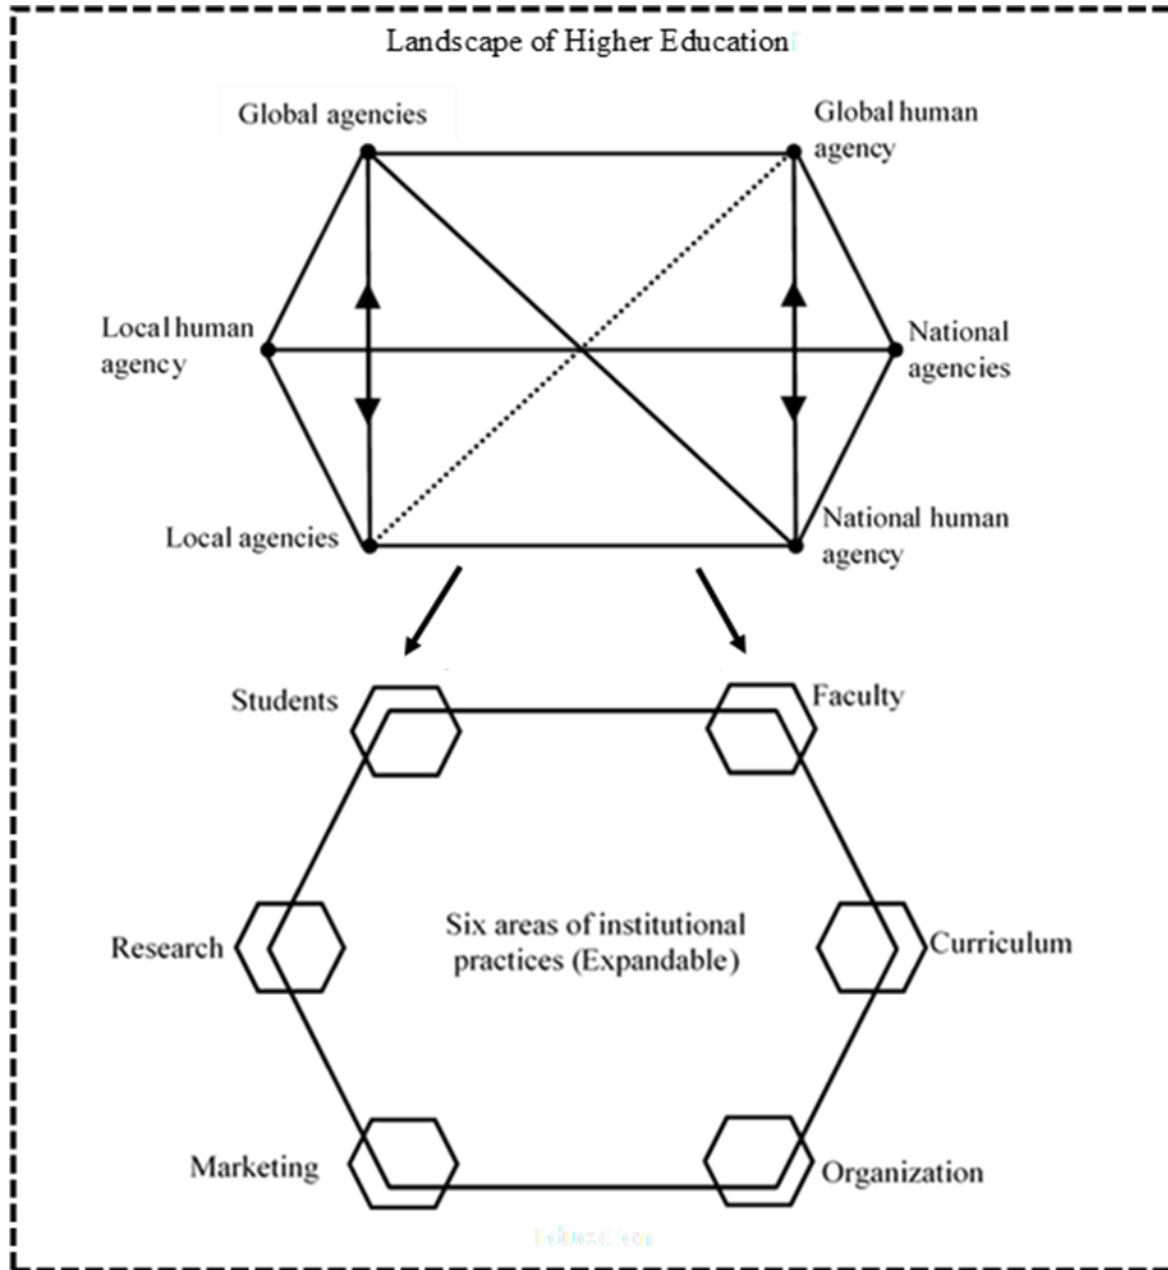 Landscape of Higher Education
Global agencies
Global human
agency
Local human
agency
National
agencies
Local agencies
National human
agency
Students
Faculty
Research
Six areas of institutional
practices (Expandable)
Curriculum
Marketing
Organization